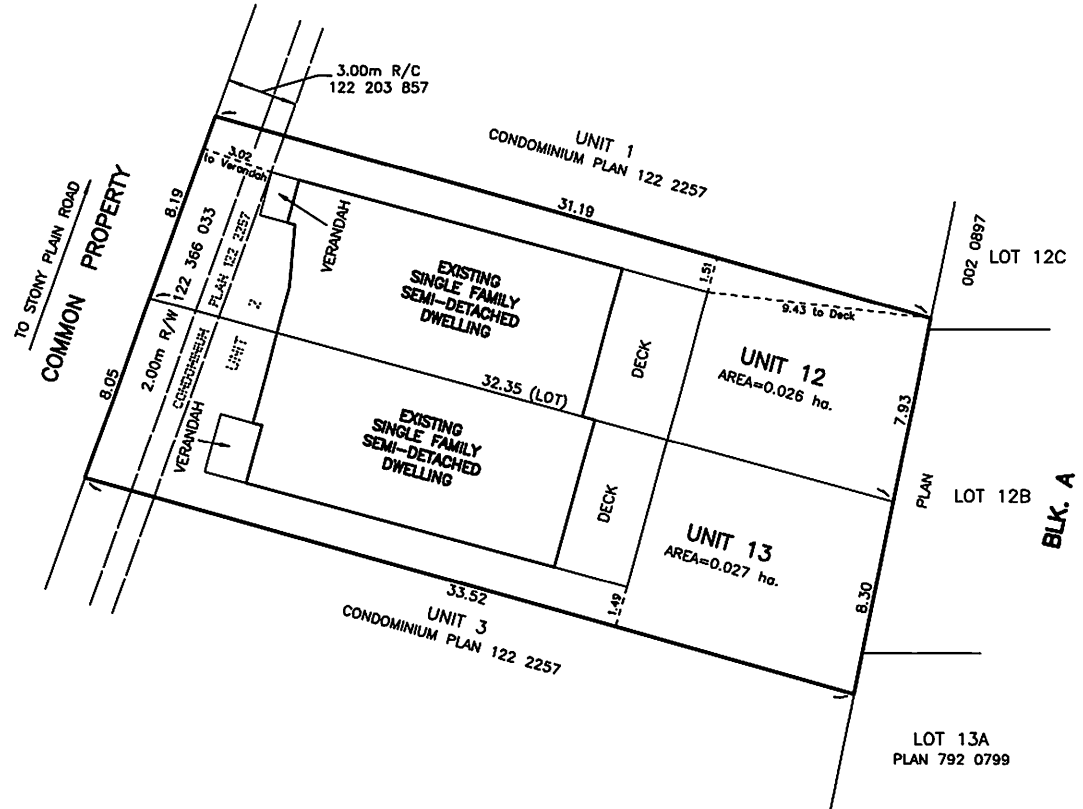 3.00m R/C
122 203 857
UNIT 1
CONDOMINIUM PLAN 122 2257
TO STONY PLAIN ROAD
COMMON PROPERTY
8.19
3.02
to Verandah
VERANDAH
31.19
002 0897
LOT 12C
122 366 033
PLAN 122 2257
EXISTING
SINGLE FAMILY
SEMI-DETACHED
DWELLING
1.51
9.43 to Deck
2
DECK
UNIT 12
AREA=0.026 ha.
8.05
2.00m R/W
CONDOMINIUM
UNIT
32.35 (LOT)
7.93
VERANDAH
EXISTING
SINGLE FAMILY
SEMI-DETACHED
DWELLING
DECK
PLAN
LOT 12B
BLK. A
UNIT 13
AREA=0.027 ha.
33.52
1.49
8.30
UNIT 3
CONDOMINIUM PLAN 122 2257
LOT 13A
PLAN 792 0799